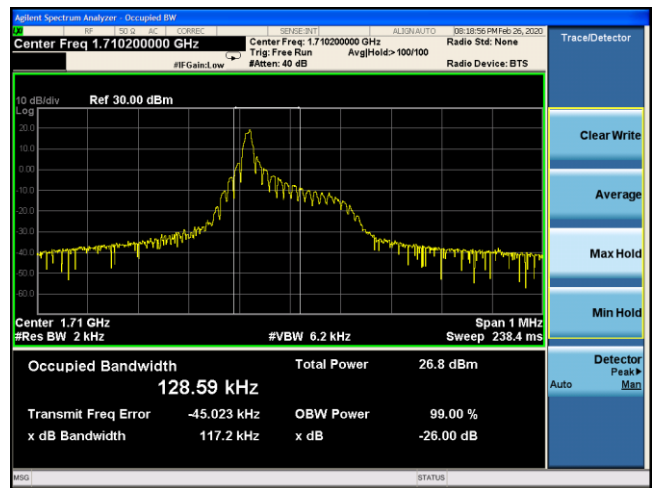 Agilent Spectrum Analyzer - Occupied BW
RF 50 Ω AC CORREC SENSE:INT ALIGN AUTO 08:18:56 PM Feb 26, 2020
Center Freq 1.710200000 GHz
Center Freq: 1.710200000 GHz
Radio Std: None
Trig: Free Run Avg|Hold:> 100/100
#IFGain:Low
#Atten: 40 dB
Radio Device: BTS
Trace/Detector
10 dB/div Ref 30.00 dBm
Log
20.0
10.0
0.00
-10.0
-20.0
-30.0
-40.0
-50.0
-60.0
Center 1.71 GHz
Span 1 MHz
#Res BW 2 kHz
#VBW 6.2 kHz
Sweep 238.4 ms
Occupied Bandwidth
128.59 kHz
Total Power 26.8 dBm
Transmit Freq Error -45.023 kHz
OBW Power 99.00 %
x dB Bandwidth 117.2 kHz
x dB -26.00 dB
Clear Write
Average
Max Hold
Min Hold
Detector
Peak▶
Auto Man
MSG
STATUS